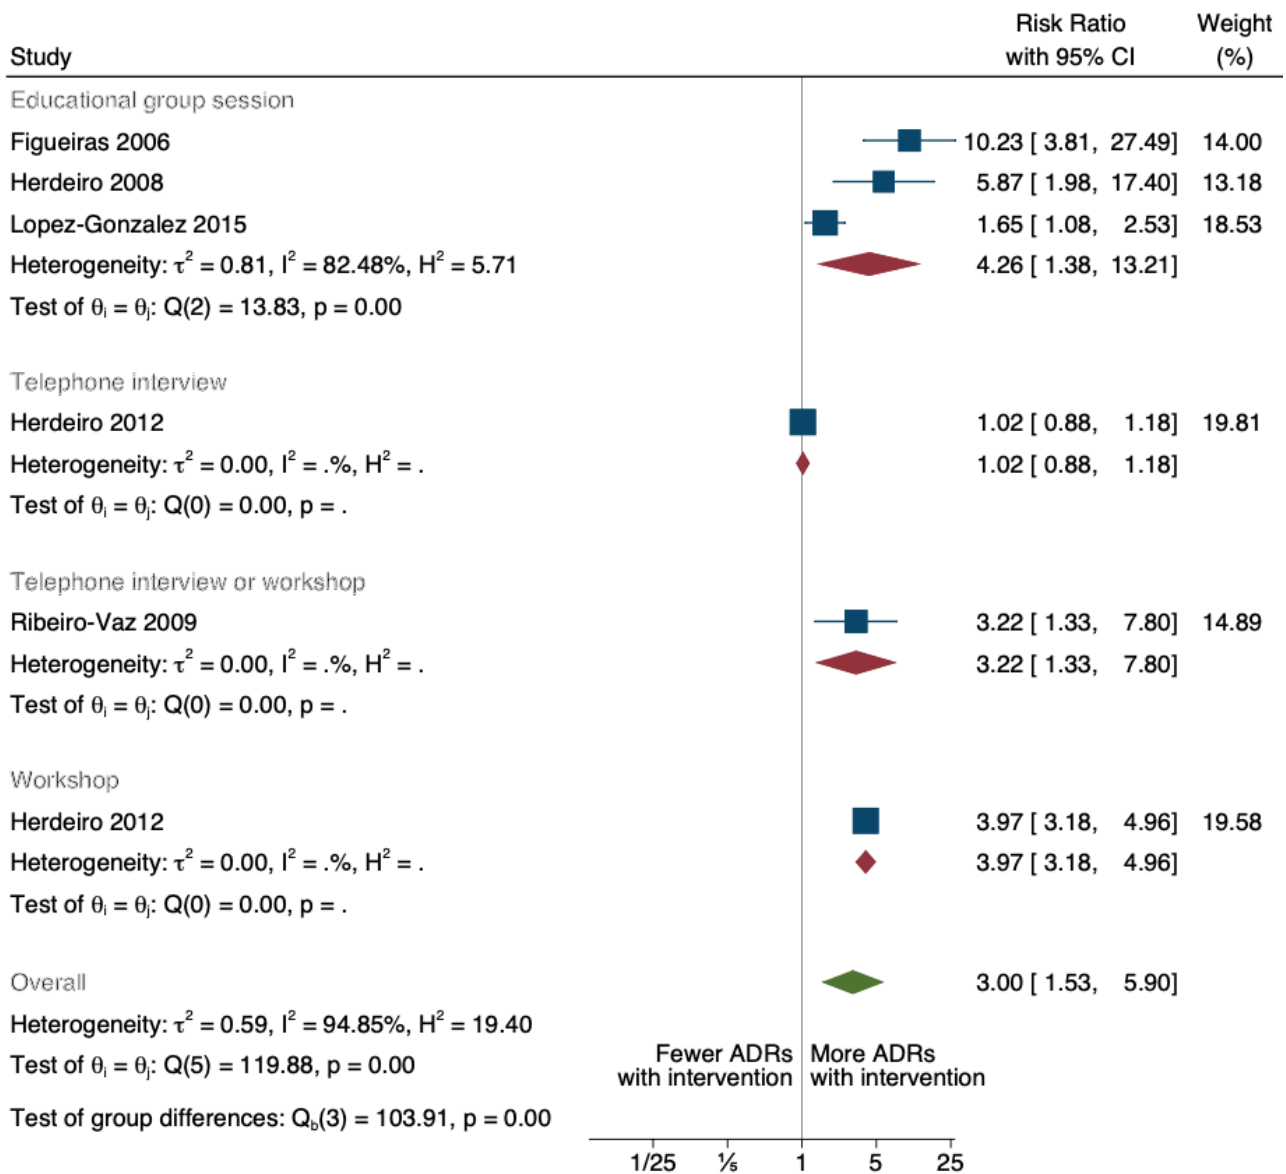 Study Risk Ratio with 95% CI Weight (%)
Educational group session
Figueiras 2006 10.23 [ 3.81, 27.49] 14.00
Herdeiro 2008 5.87 [ 1.98, 17.40] 13.18
Lopez-Gonzalez 2015 1.65 [ 1.08, 2.53] 18.53
Heterogeneity: τ² = 0.81, I² = 82.48%, H² = 5.71 4.26 [ 1.38, 13.21]
Test of θᵢ = θⱼ: Q(2) = 13.83, p = 0.00
Telephone interview
Herdeiro 2012 1.02 [ 0.88, 1.18] 19.81
Heterogeneity: τ² = 0.00, I² = .%, H² = . 1.02 [ 0.88, 1.18]
Test of θᵢ = θⱼ: Q(0) = 0.00, p = .
Telephone interview or workshop
Ribeiro-Vaz 2009 3.22 [ 1.33, 7.80] 14.89
Heterogeneity: τ² = 0.00, I² = .%, H² = . 3.22 [ 1.33, 7.80]
Test of θᵢ = θⱼ: Q(0) = 0.00, p = .
Workshop
Herdeiro 2012 3.97 [ 3.18, 4.96] 19.58
Heterogeneity: τ² = 0.00, I² = .%, H² = . 3.97 [ 3.18, 4.96]
Test of θᵢ = θⱼ: Q(0) = 0.00, p = .
Overall 3.00 [ 1.53, 5.90]
Heterogeneity: τ² = 0.59, I² = 94.85%, H² = 19.40
Test of θᵢ = θⱼ: Q(5) = 119.88, p = 0.00
Test of group differences: Q_b(3) = 103.91, p = 0.00
Fewer ADRs with intervention
More ADRs with intervention
1/25 ⅕ 1 5 25